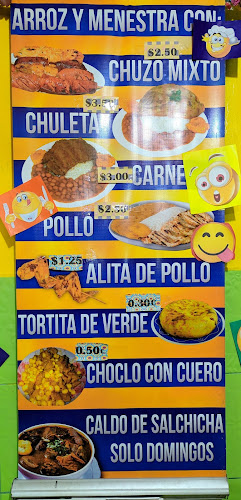 ARROZ Y MENESTRA CON:
$2.50
CHUZO MIXTO
$3.50
CHULETA
$3.00
CARNE
$2.50
POLLO
$1.25
ALITA DE POLLO
0.30¢
TORTITA DE VERDE
0.50¢
CHOCLO CON CUERO
CALDO DE SALCHICHA
SOLO DOMINGOS